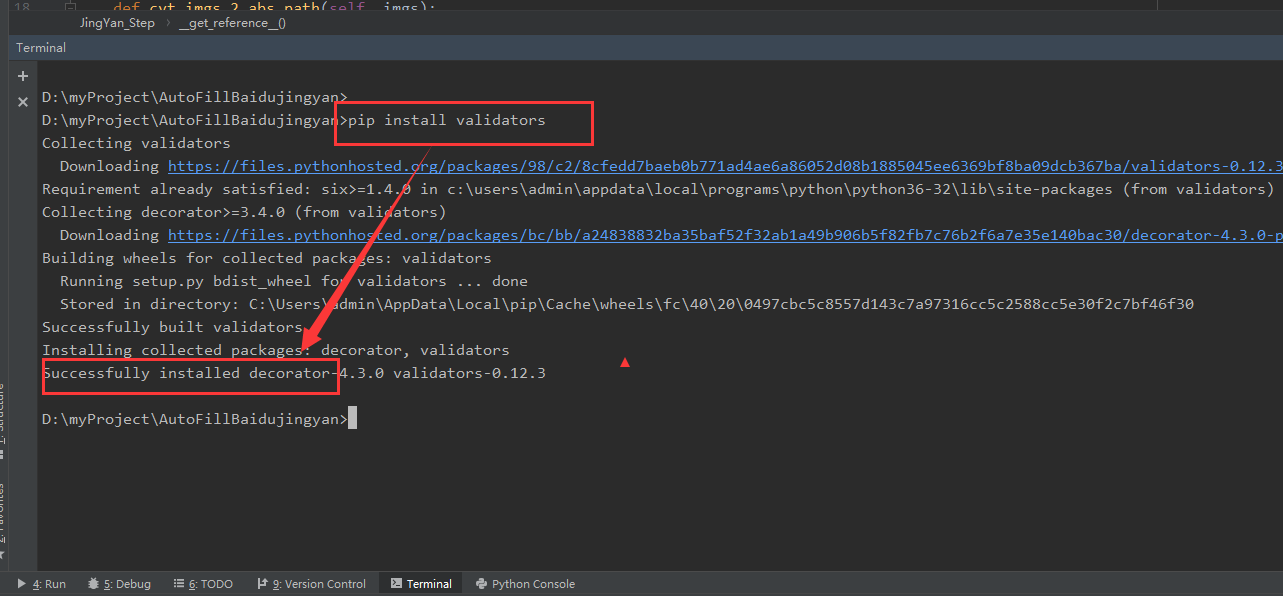 18 def cvt_imgs_2_abs_path(self, imgs):
JingYan_Step > __get_reference__()
Terminal
D:\myProject\AutoFillBaidujingyan>
D:\myProject\AutoFillBaidujingyan>pip install validators
Collecting validators
Downloading https://files.pythonhosted.org/packages/98/c2/8cfedd7baeb0b771ad4ae6a86052d08b1885045ee6369bf8ba09dcb367ba/validators-0.12.3
Requirement already satisfied: six>=1.4.0 in c:\users\admin\appdata\local\programs\python\python36-32\lib\site-packages (from validators)
Collecting decorator>=3.4.0 (from validators)
Downloading https://files.pythonhosted.org/packages/bc/bb/a24838832ba35baf52f32ab1a49b906b5f82fb7c76b2f6a7e35e140bac30/decorator-4.3.0-p
Building wheels for collected packages: validators
Running setup.py bdist_wheel for validators ... done
Stored in directory: C:\Users\admin\AppData\Local\pip\Cache\wheels\fc\40\20\0497cbc5c8557d143c7a97316cc5c2588cc5e30f2c7bf46f30
Successfully built validators
Installing collected packages: decorator, validators
Successfully installed decorator-4.3.0 validators-0.12.3
D:\myProject\AutoFillBaidujingyan>
4: Run 5: Debug 6: TODO 9: Version Control Terminal Python Console